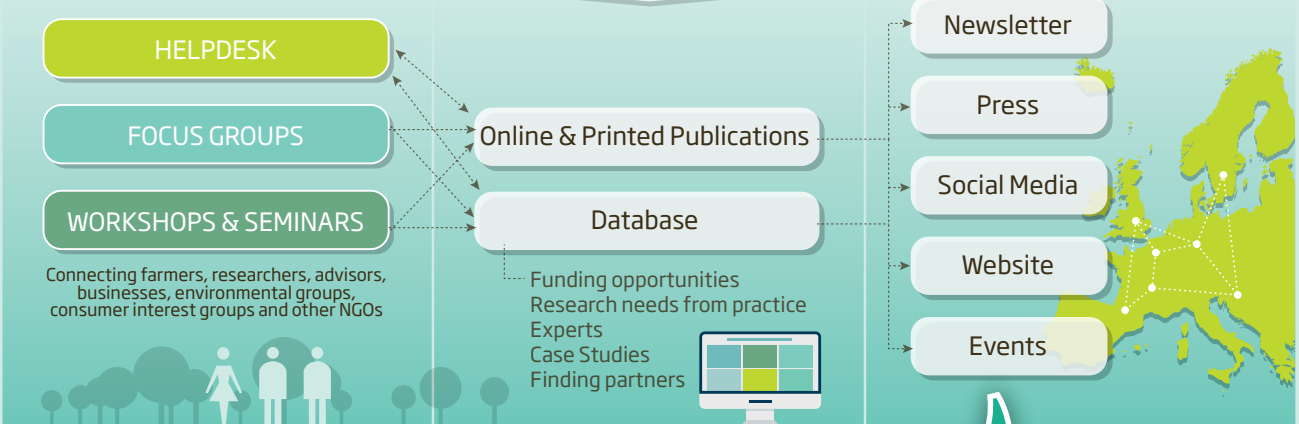 HELPDESK
FOCUS GROUPS
WORKSHOPS & SEMINARS
Connecting farmers, researchers, advisors,
businesses, environmental groups,
consumer interest groups and other NGOs
Online & Printed Publications
Database
Funding opportunities
Research needs from practice
Experts
Case Studies
Finding partners
Newsletter
Press
Social Media
Website
Events